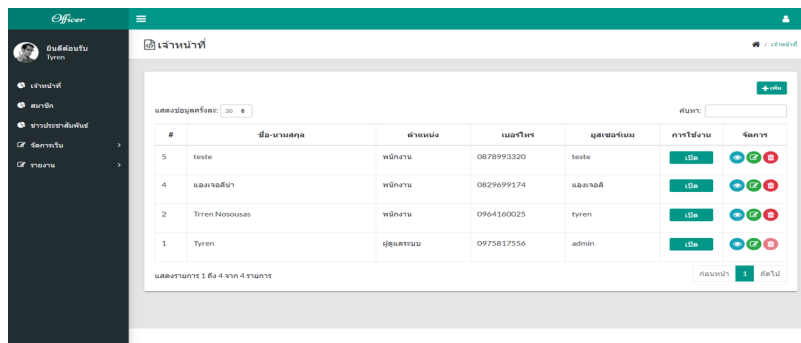 Officer
ยินดีต้อนรับ
Tyren
เจ้าหน้าที่
สมาชิก
ข่าวประชาสัมพันธ์
จัดการเว็บ
รายงาน
เจ้าหน้าที่
/ เจ้าหน้าที่
เพิ่ม
แสดงข้อมูลครั้งละ: 30
ค้นหา:
# ชื่อ-นามสกุล ตำแหน่ง เบอร์โทร ยูสเซอร์เนม การใช้งาน จัดการ
5 teste พนักงาน 0878993320 teste เปิด
4 แองเจอลีน่า พนักงาน 0829699174 แองเจอลี เปิด
2 Trren Nosousas พนักงาน 0964160025 tyren เปิด
1 Tyren ผู้ดูแลระบบ 0975817556 admin เปิด
แสดงรายการ 1 ถึง 4 จาก 4 รายการ
ก่อนหน้า 1 ถัดไป